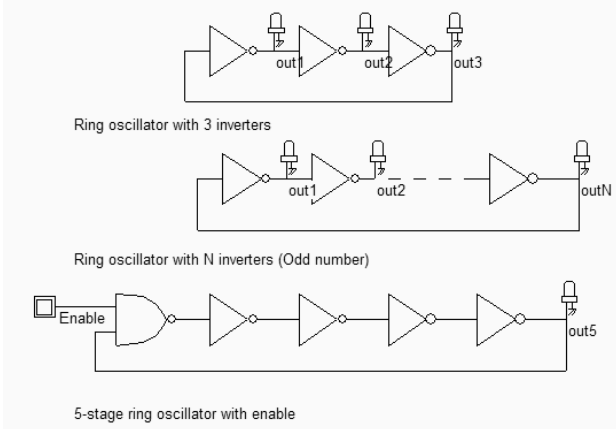 out1 out2 out3
Ring oscillator with 3 inverters
out1 out2 outN
Ring oscillator with N inverters (Odd number)
Enable out5
5-stage ring oscillator with enable